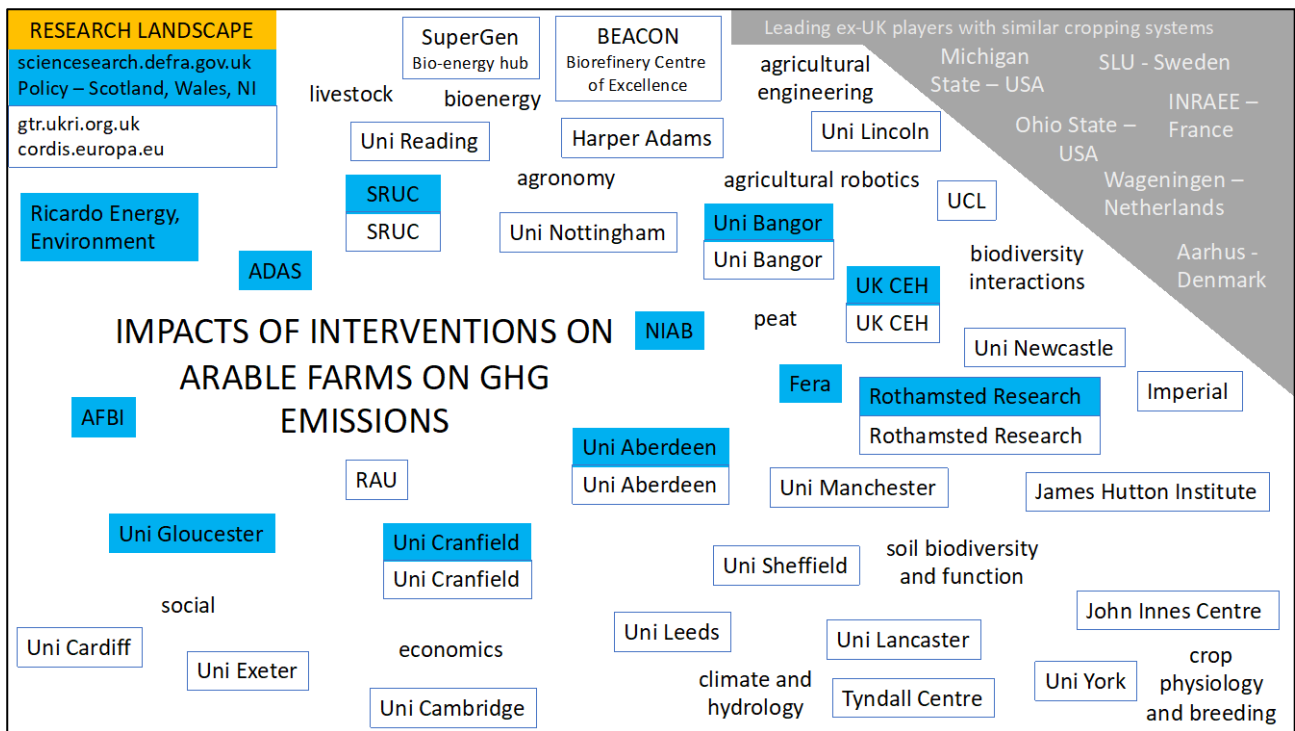 RESEARCH LANDSCAPE
sciencesearch.defra.gov.uk
Policy – Scotland, Wales, NI
gtr.ukri.org.uk
cordis.europa.eu
SuperGen
Bio-energy hub
BEACON
Biorefinery Centre
of Excellence
Leading ex-UK players with similar cropping systems
Michigan
State – USA
SLU - Sweden
INRAEE –
France
Ohio State –
USA
Wageningen –
Netherlands
Aarhus -
Denmark
livestock
bioenergy
agricultural
engineering
Uni Reading
Harper Adams
Uni Lincoln
agronomy
agricultural robotics
SRUC
SRUC
UCL
Ricardo Energy,
Environment
Uni Nottingham
Uni Bangor
Uni Bangor
ADAS
biodiversity
interactions
UK CEH
UK CEH
IMPACTS OF INTERVENTIONS ON
ARABLE FARMS ON GHG
EMISSIONS
NIAB
peat
Uni Newcastle
Fera
Rothamsted Research
Rothamsted Research
Imperial
AFBI
Uni Aberdeen
Uni Aberdeen
RAU
Uni Manchester
James Hutton Institute
Uni Gloucester
Uni Cranfield
Uni Cranfield
Uni Sheffield
soil biodiversity
and function
social
John Innes Centre
Uni Cardiff
Uni Exeter
economics
Uni Leeds
Uni Lancaster
Uni Cambridge
climate and
hydrology
Tyndall Centre
Uni York
crop
physiology
and breeding